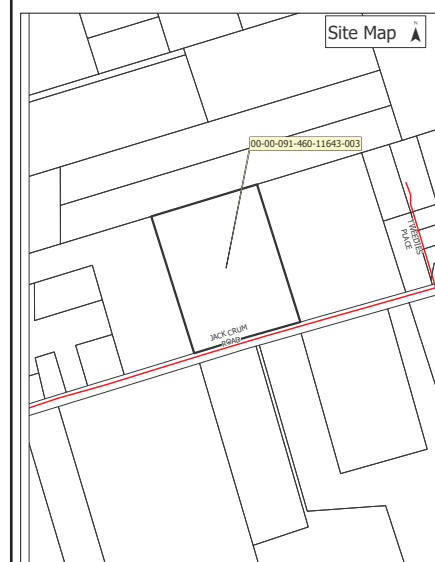 Site Map
N
00-00-091-460-11643-003
TWEEDIES
PLACE
JACK CRUM
ROAD